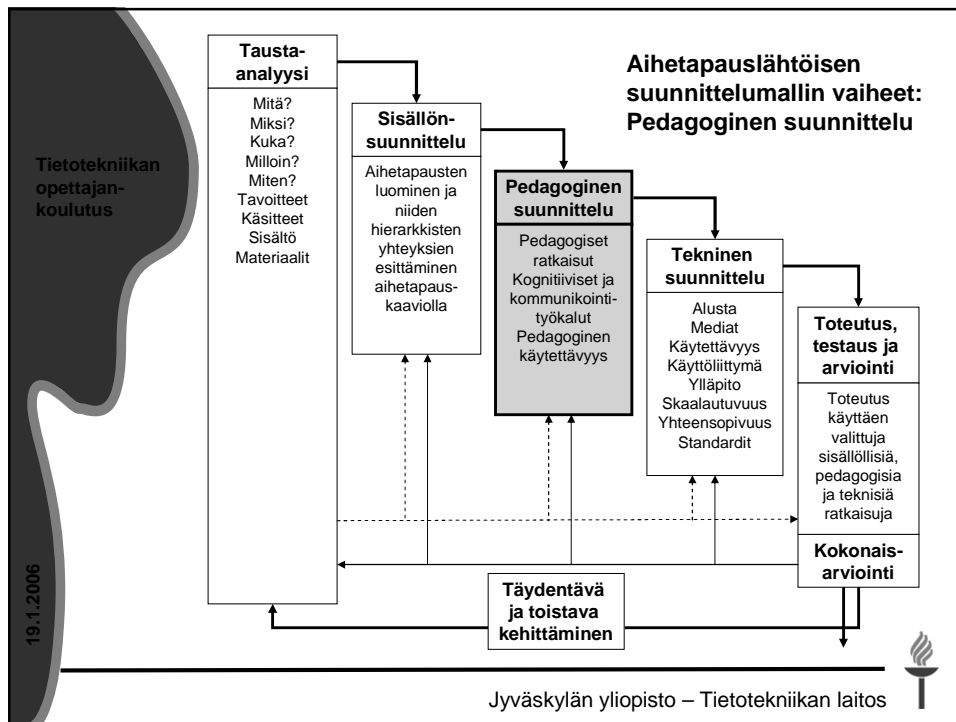 Aihetapauslähtöisen
suunnittelumallin vaiheet:
Pedagoginen suunnittelu
Tietotekniikan
opettajan-
koulutus
19.1.2006
Tausta-
analyysi
Mitä?
Miksi?
Kuka?
Milloin?
Miten?
Tavoitteet
Käsitteet
Sisältö
Materiaalit
Sisällön-
suunnittelu
Aihetapausten
luominen ja
niiden
hierarkkisten
yhteyksien
esittäminen
aihetapaus-
kaaviolla
Pedagoginen
suunnittelu
Pedagogiset
ratkaisut
Kognitiiviset ja
kommunikointi-
työkalut
Pedagoginen
käytettävyys
Tekninen
suunnittelu
Alusta
Mediat
Käytettävyys
Käyttöliittymä
Ylläpito
Skaalautuvuus
Yhteensopivuus
Standardit
Toteutus,
testaus ja
arviointi
Toteutus
käyttäen
valittuja
sisällöllisiä,
pedagogisia
ja teknisiä
ratkaisuja
Kokonais-
arviointi
Täydentävä
ja toistava
kehittäminen
Jyväskylän yliopisto – Tietotekniikan laitos